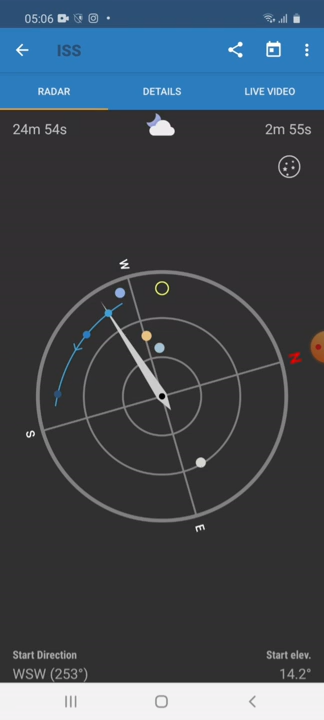 05:06
ISS
RADAR DETAILS LIVE VIDEO
24m 54s 2m 55s
W
N
S
E
Start Direction Start elev.
WSW (253°) 14.2°